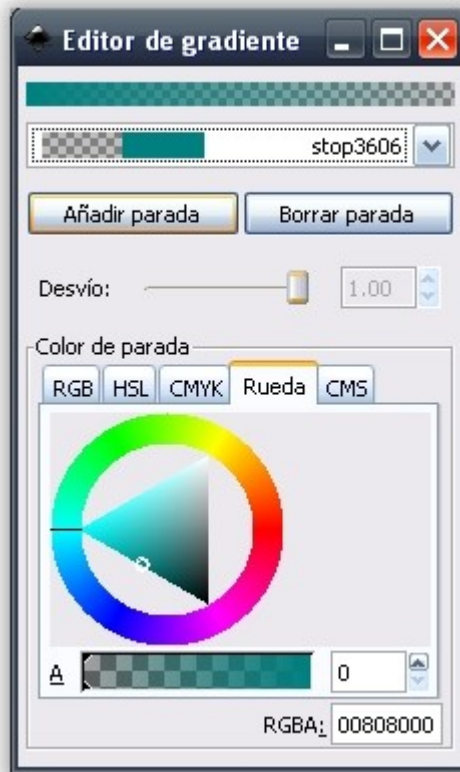 Editor de gradiente
stop3606
Añadir parada Borrar parada
Desvío: 1.00
Color de parada
RGB HSL CMYK Rueda CMS
A 0
RGBA: 00808000